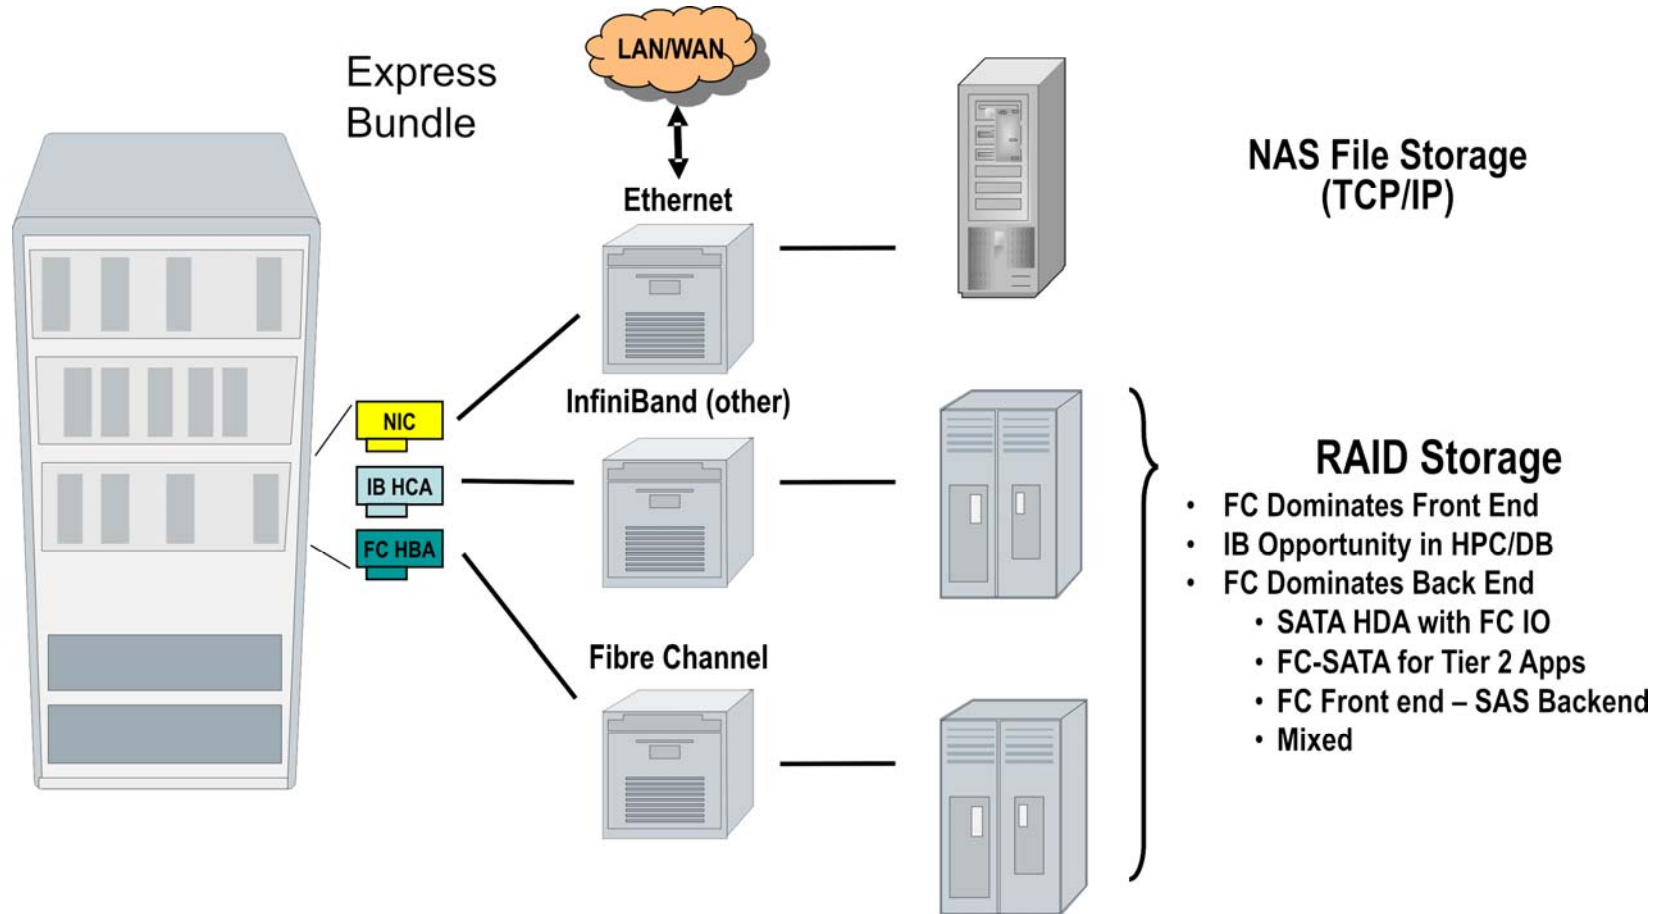 Express
Bundle
LAN/WAN
Ethernet
NAS File Storage
(TCP/IP)
NIC
IB HCA
FC HBA
InfiniBand (other)
Fibre Channel
RAID Storage
• FC Dominates Front End
• IB Opportunity in HPC/DB
• FC Dominates Back End
• SATA HDA with FC IO
• FC-SATA for Tier 2 Apps
• FC Front end – SAS Backend
• Mixed